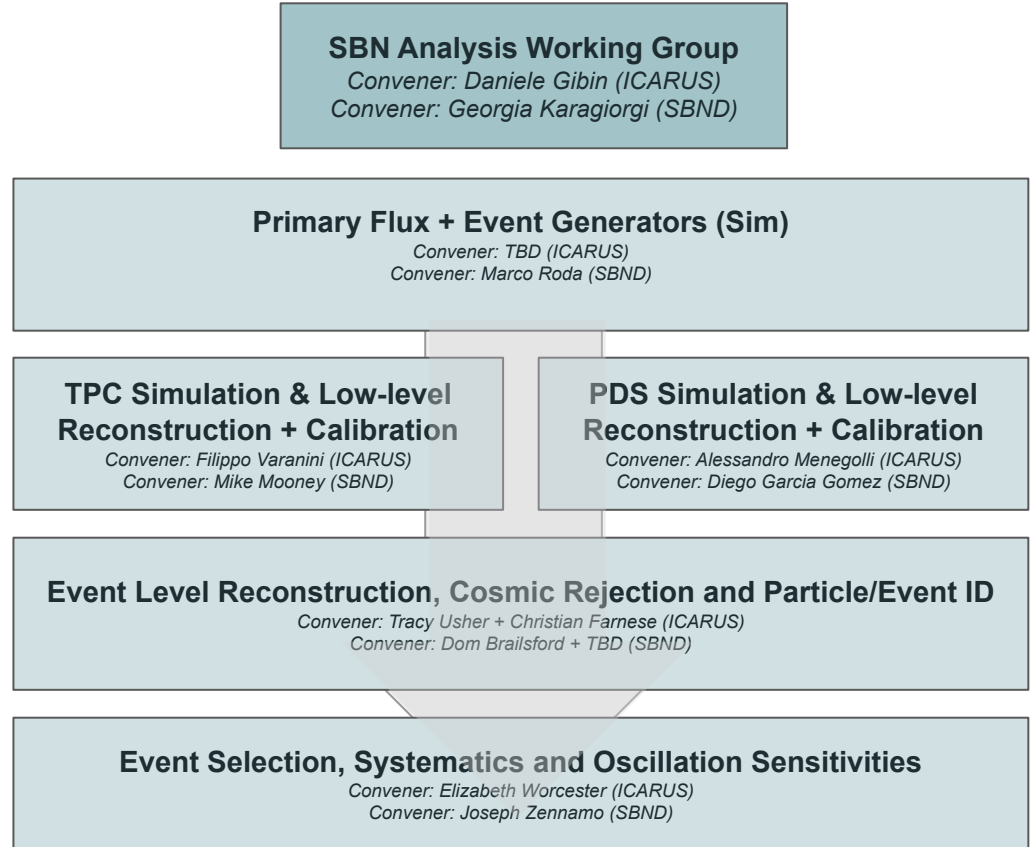 SBN Analysis Working Group
Convener: Daniele Gibin (ICARUS)
Convener: Georgia Karagiorgi (SBND)
Primary Flux + Event Generators (Sim)
Convener: TBD (ICARUS)
Convener: Marco Roda (SBND)
TPC Simulation & Low-level
Reconstruction + Calibration
Convener: Filippo Varanini (ICARUS)
Convener: Mike Mooney (SBND)
PDS Simulation & Low-level
Reconstruction + Calibration
Convener: Alessandro Menegolli (ICARUS)
Convener: Diego Garcia Gomez (SBND)
Event Level Reconstruction, Cosmic Rejection and Particle/Event ID
Convener: Tracy Usher + Christian Farnese (ICARUS)
Convener: Dom Brailsford + TBD (SBND)
Event Selection, Systematics and Oscillation Sensitivities
Convener: Elizabeth Worcester (ICARUS)
Convener: Joseph Zennamo (SBND)